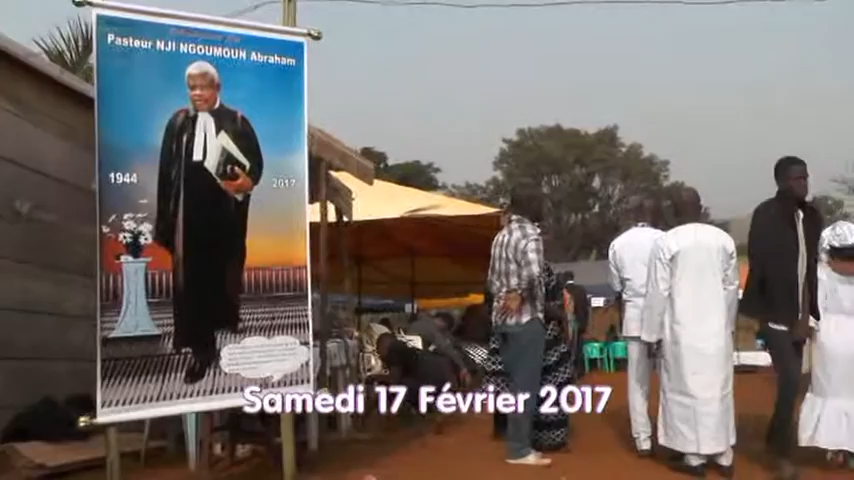 Pasteur NJI NGOUMOUN Abraham
1944
2017
Samedi 17 Février 2017